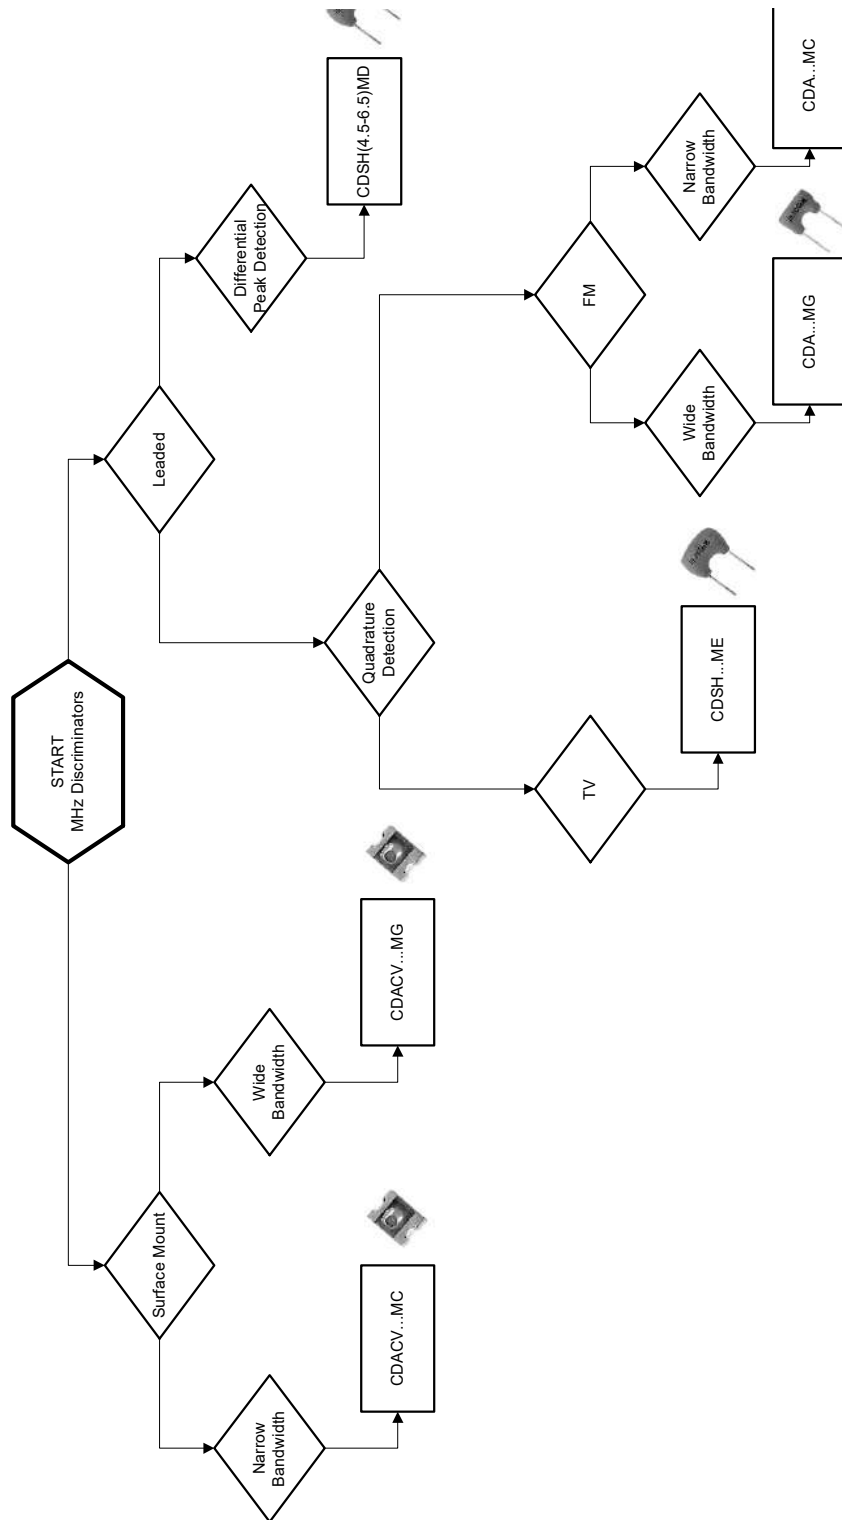 START
MHz Discriminators
Surface Mount
Leaded
Narrow
Bandwidth
Wide
Bandwidth
Quadrature
Detection
Differential
Peak Detection
CDACV...MC
CDACV...MG
CDSH(4.5-6.5)MD
TV
FM
CDSH...ME
Wide
Bandwidth
Narrow
Bandwidth
CDA...MG
CDA...MC